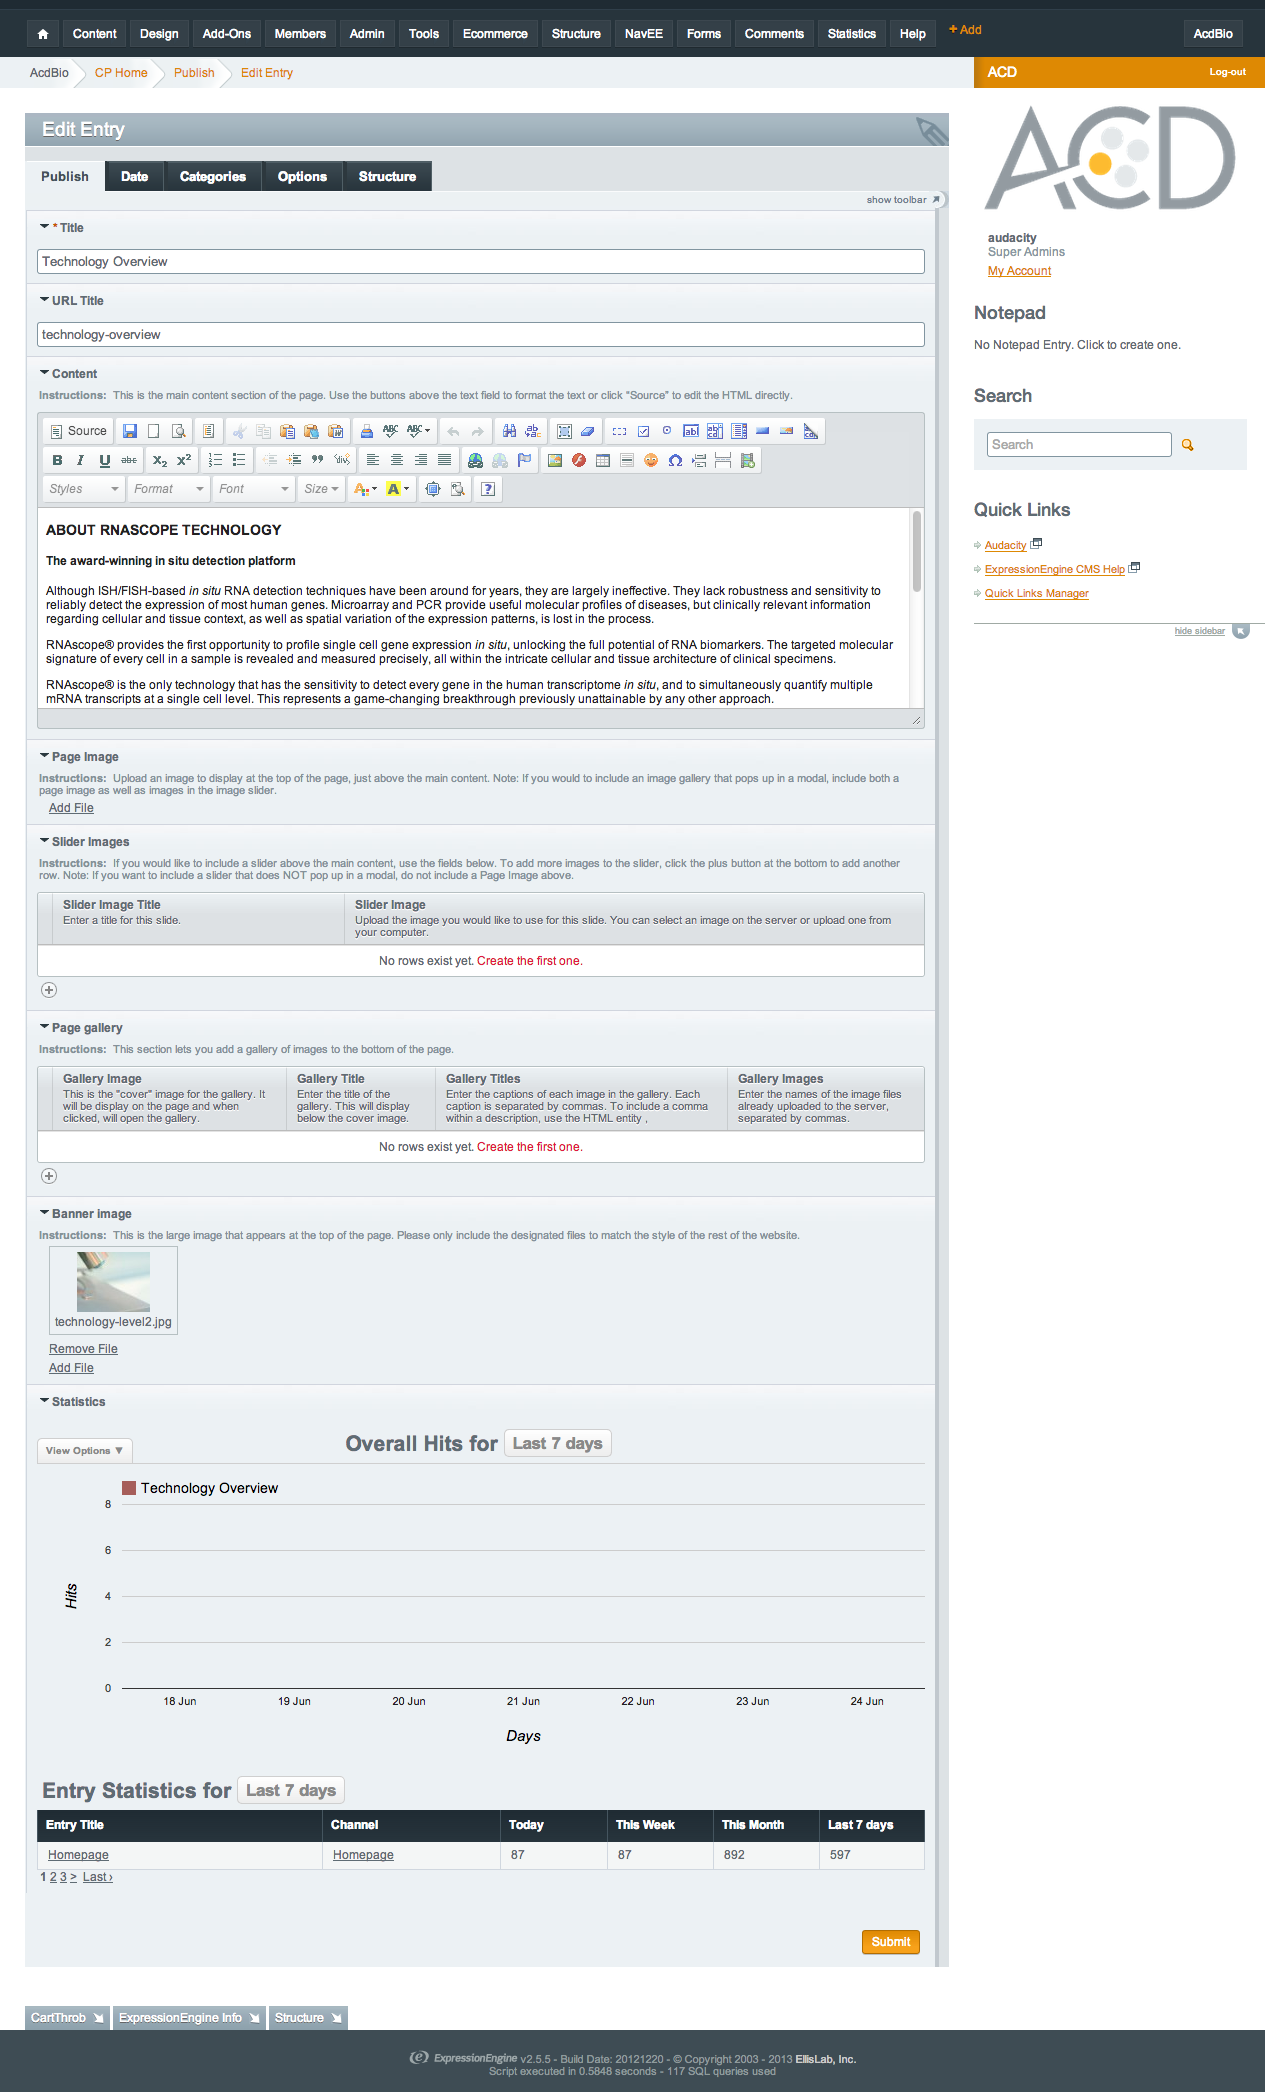 Content Design Add-Ons Members Admin Tools Ecommerce Structure NavEE Forms Comments Statistics Help + Add AcdBio
AcdBio CP Home Publish Edit Entry
ACD Log-out
Edit Entry
Publish Date Categories Options Structure
show toolbar
* Title
Technology Overview
URL Title
technology-overview
Content
Instructions: This is the main content section of the page. Use the buttons above the text field to format the text or click "Source" to edit the HTML directly.
Source
B I U abc X₂ X²
Styles Format Font Size
ABOUT RNASCOPE TECHNOLOGY
The award-winning in situ detection platform
Although ISH/FISH-based in situ RNA detection techniques have been around for years, they are largely ineffective. They lack robustness and sensitivity to
reliably detect the expression of most human genes. Microarray and PCR provide useful molecular profiles of diseases, but clinically relevant information
regarding cellular and tissue context, as well as spatial variation of the expression patterns, is lost in the process.
RNAscope® provides the first opportunity to profile single cell gene expression in situ, unlocking the full potential of RNA biomarkers. The targeted molecular
signature of every cell in a sample is revealed and measured precisely, all within the intricate cellular and tissue architecture of clinical specimens.
RNAscope® is the only technology that has the sensitivity to detect every gene in the human transcriptome in situ, and to simultaneously quantify multiple
mRNA transcripts at a single cell level. This represents a game-changing breakthrough previously unattainable by any other approach.
Page Image
Instructions: Upload an image to display at the top of the page, just above the main content. Note: If you would to include an image gallery that pops up in a modal, include both a
page image as well as images in the image slider.
Add File
Slider Images
Instructions: If you would like to include a slider above the main content, use the fields below. To add more images to the slider, click the plus button at the bottom to add another
row. Note: If you want to include a slider that does NOT pop up in a modal, do not include a Page Image above.
Slider Image Title
Enter a title for this slide.
Slider Image
Upload the image you would like to use for this slide. You can select an image on the server or upload one from
your computer.
No rows exist yet. Create the first one.
Page gallery
Instructions: This section lets you add a gallery of images to the bottom of the page.
Gallery Image
This is the "cover" image for the gallery. It
will be display on the page and when
clicked, will open the gallery.
Gallery Title
Enter the title of the
gallery. This will display
below the cover image.
Gallery Titles
Enter the captions of each image in the gallery. Each
caption is separated by commas. To include a comma
within a description, use the HTML entity ,
Gallery Images
Enter the names of the image files
already uploaded to the server,
separated by commas.
No rows exist yet. Create the first one.
Banner image
Instructions: This is the large image that appears at the top of the page. Please only include the designated files to match the style of the rest of the website.
technology-level2.jpg
Remove File
Add File
Statistics
View Options ▼
Overall Hits for Last 7 days
Technology Overview
8
6
4
2
0
Hits
18 Jun 19 Jun 20 Jun 21 Jun 22 Jun 23 Jun 24 Jun
Days
Entry Statistics for Last 7 days
Entry Title Channel Today This Week This Month Last 7 days
Homepage Homepage 87 87 892 597
1 2 3 > Last ›
Submit
ACD
audacity
Super Admins
My Account
Notepad
No Notepad Entry. Click to create one.
Search
Search
Quick Links
Audacity
ExpressionEngine CMS Help
Quick Links Manager
hide sidebar
CartThrob ExpressionEngine Info Structure
ExpressionEngine v2.5.5 - Build Date: 20121220 - © Copyright 2003 - 2013 EllisLab, Inc.
Script executed in 0.5848 seconds - 117 SQL queries used